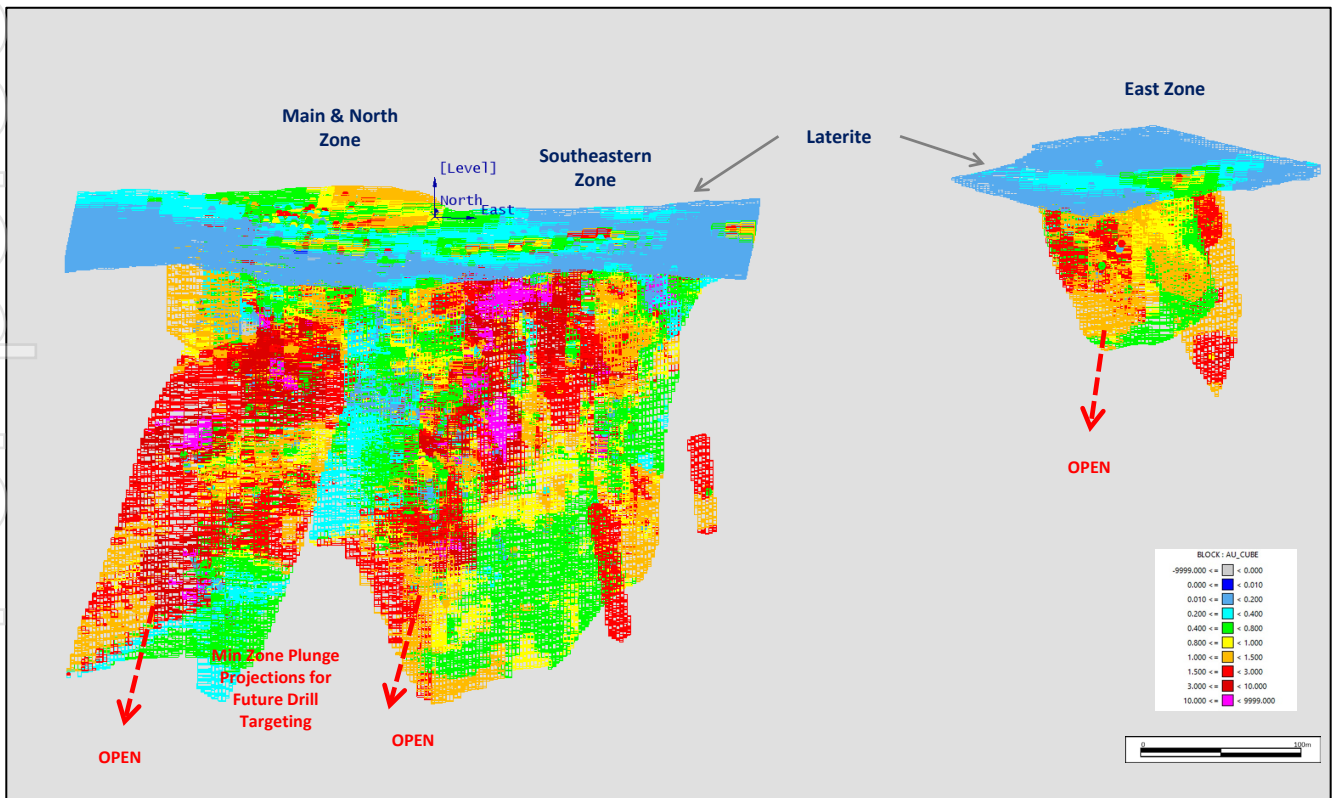 East Zone
Main & North
Zone
Laterite
Southeastern
Zone
[Level]
North
East
OPEN
Min Zone Plunge
Projections for
Future Drill
Targeting
OPEN
OPEN
BLOCK : AU_CUBE
-9999.000 <= < 0.000
0.000 <= < 0.010
0.010 <= < 0.200
0.200 <= < 0.400
0.400 <= < 0.800
0.800 <= < 1.000
1.000 <= < 1.500
1.500 <= < 3.000
3.000 <= < 10.000
10.000 <= < 9999.000
0 100m